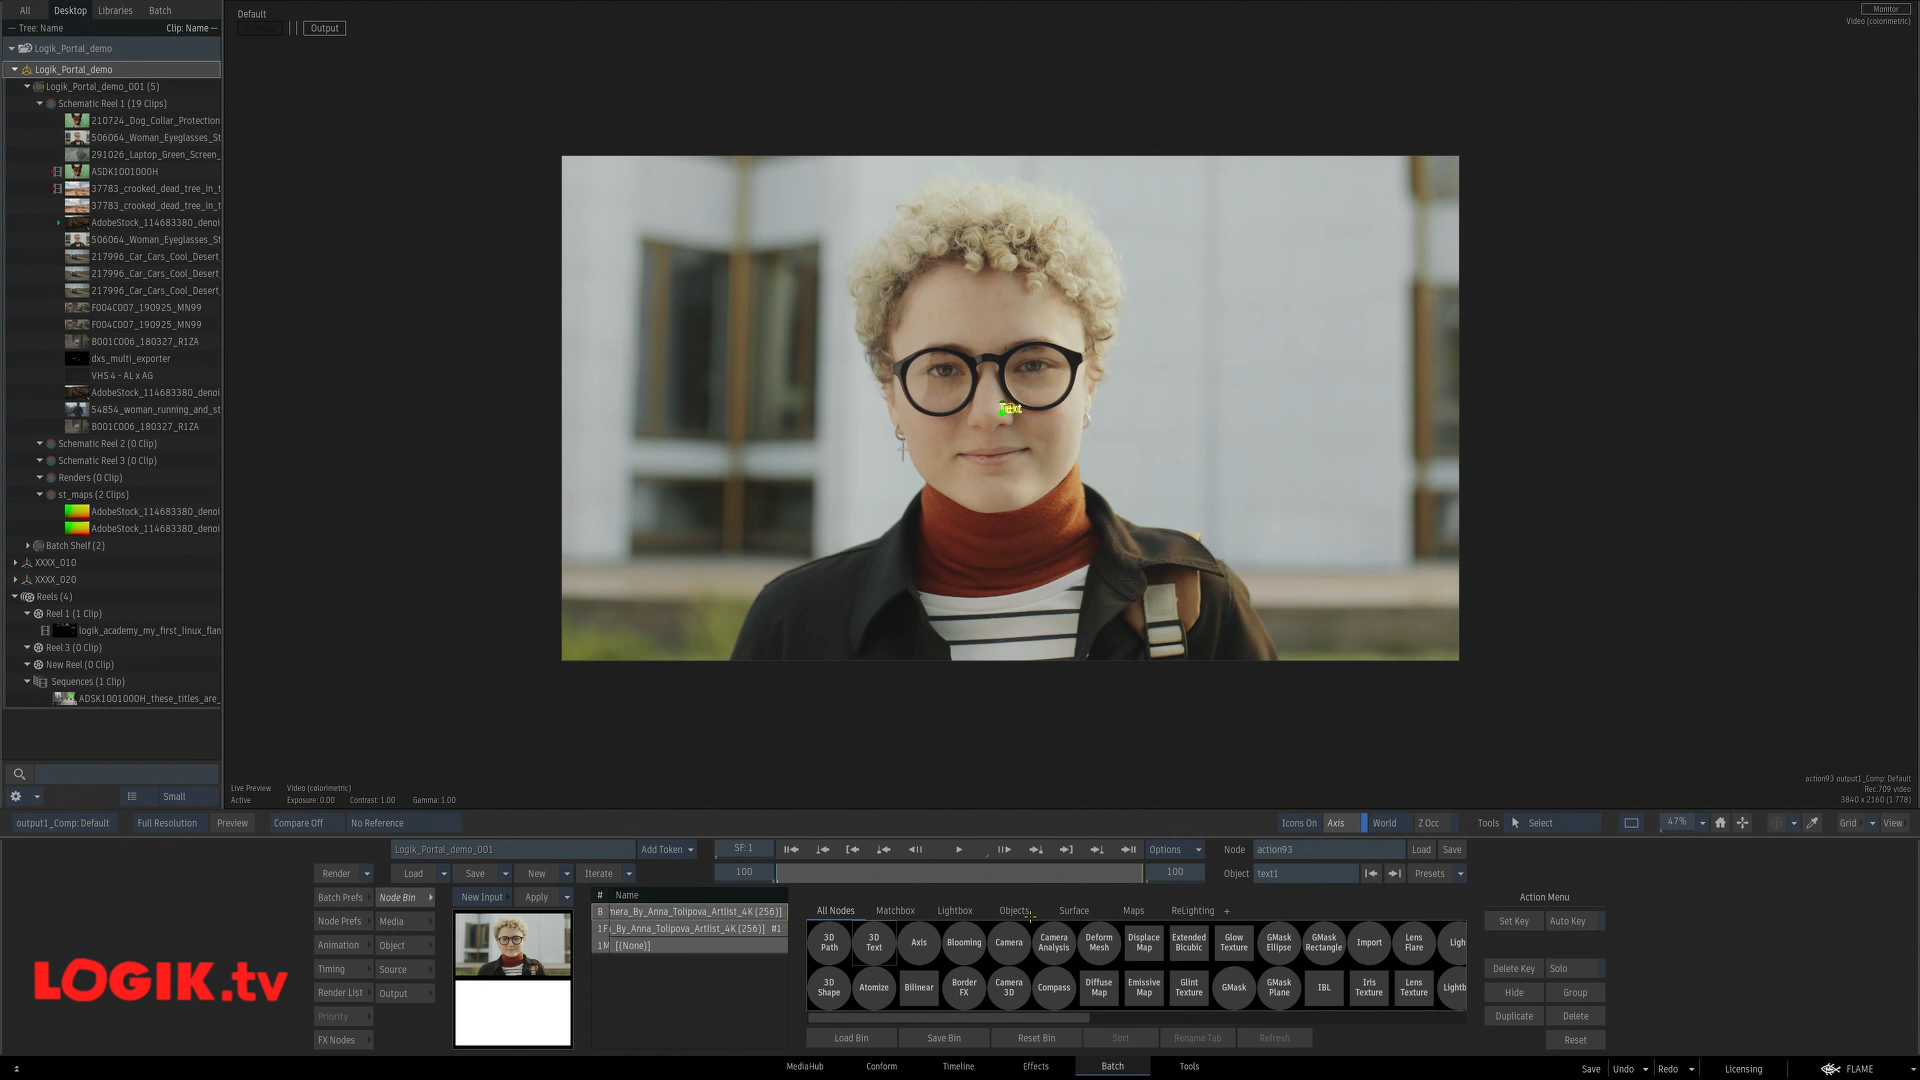 All
Desktop
Libraries
Batch
Tree: Name
Clip: Name
Logik_Portal_demo
Logik_Portal_demo
Logik_Portal_demo_001 (5)
Schematic Reel 1 (19 Clips)
210724_Dog_Collar_Protection
506064_Woman_Eyeglasses_St
291026_Laptop_Green_Screen_
ASDK1001000H
37783_crooked_dead_tree_in_t
37783_crooked_dead_tree_in_t
AdobeStock_114683380_denoi
506064_Woman_Eyeglasses_St
217996_Car_Cars_Cool_Desert_
217996_Car_Cars_Cool_Desert_
217996_Car_Cars_Cool_Desert_
F004C007_190925_MN99
F004C007_190925_MN99
B001C006_180327_R1ZA
dxs_multi_exporter
VHS 4 - AL x AG
AdobeStock_114683380_denoi
54854_woman_running_and_st
B001C006_180327_R1ZA
Schematic Reel 2 (0 Clip)
Schematic Reel 3 (0 Clip)
Renders (0 Clip)
st_maps (2 Clips)
AdobeStock_114683380_denoi
AdobeStock_114683380_denoi
Batch Shelf (2)
XXXX_010
XXXX_020
Reels (4)
Reel 1 (1 Clip)
logik_academy_my_first_linux_flan
Reel 3 (0 Clip)
New Reel (0 Clip)
Sequences (1 Clip)
ADSK1001000H_these_titles_are_
Small
Default
Output
Monitor
Video (colorimetric)
Text
Live Preview Video (colorimetric)
Active Exposure: 0.00 Contrast: 1.00 Gamma: 1.00
action93 output1_Comp: Default
Rec.709 video
3840 x 2160 (1.778)
output1_Comp: Default Full Resolution Preview Compare Off No Reference
Icons On Axis World Z Occ Tools Select 47% Grid View
Logik_Portal_demo_001 Add Token SF: 1 Options Node action93 Load Save
Render Load Save New Iterate 100 100 Object text1 Presets
Batch Prefs Node Bin New Input Apply # Name
Node Prefs Media
Animation Object
Timing Source
Render List Output
Priority
FX Nodes
B mera_By_Anna_Tolipova_Artlist_4K (256)]
_By_Anna_Tolipova_Artlist_4K (256)] #1
[(None)]
All Nodes Matchbox Lightbox Objects Surface Maps ReLighting +
3D Path
3D Text
Axis
Blooming
Camera
Camera Analysis
Deform Mesh
Displace Map
Extended Bicubic
Glow Texture
GMask Ellipse
GMask Rectangle
Import
Lens Flare
Ligh
3D Shape
Atomize
Bilinear
Border FX
Camera 3D
Compass
Diffuse Map
Emissive Map
Glint Texture
GMask
GMask Plane
IBL
Iris Texture
Lens Texture
Lightb
Load Bin Save Bin Reset Bin Sort Rename Tab Refresh
Action Menu
Set Key Auto Key
Delete Key Solo
Hide Group
Duplicate Delete
Reset
LOGIK.tv
MediaHub Conform Timeline Effects Batch Tools
Save Undo Redo Licensing FLAME